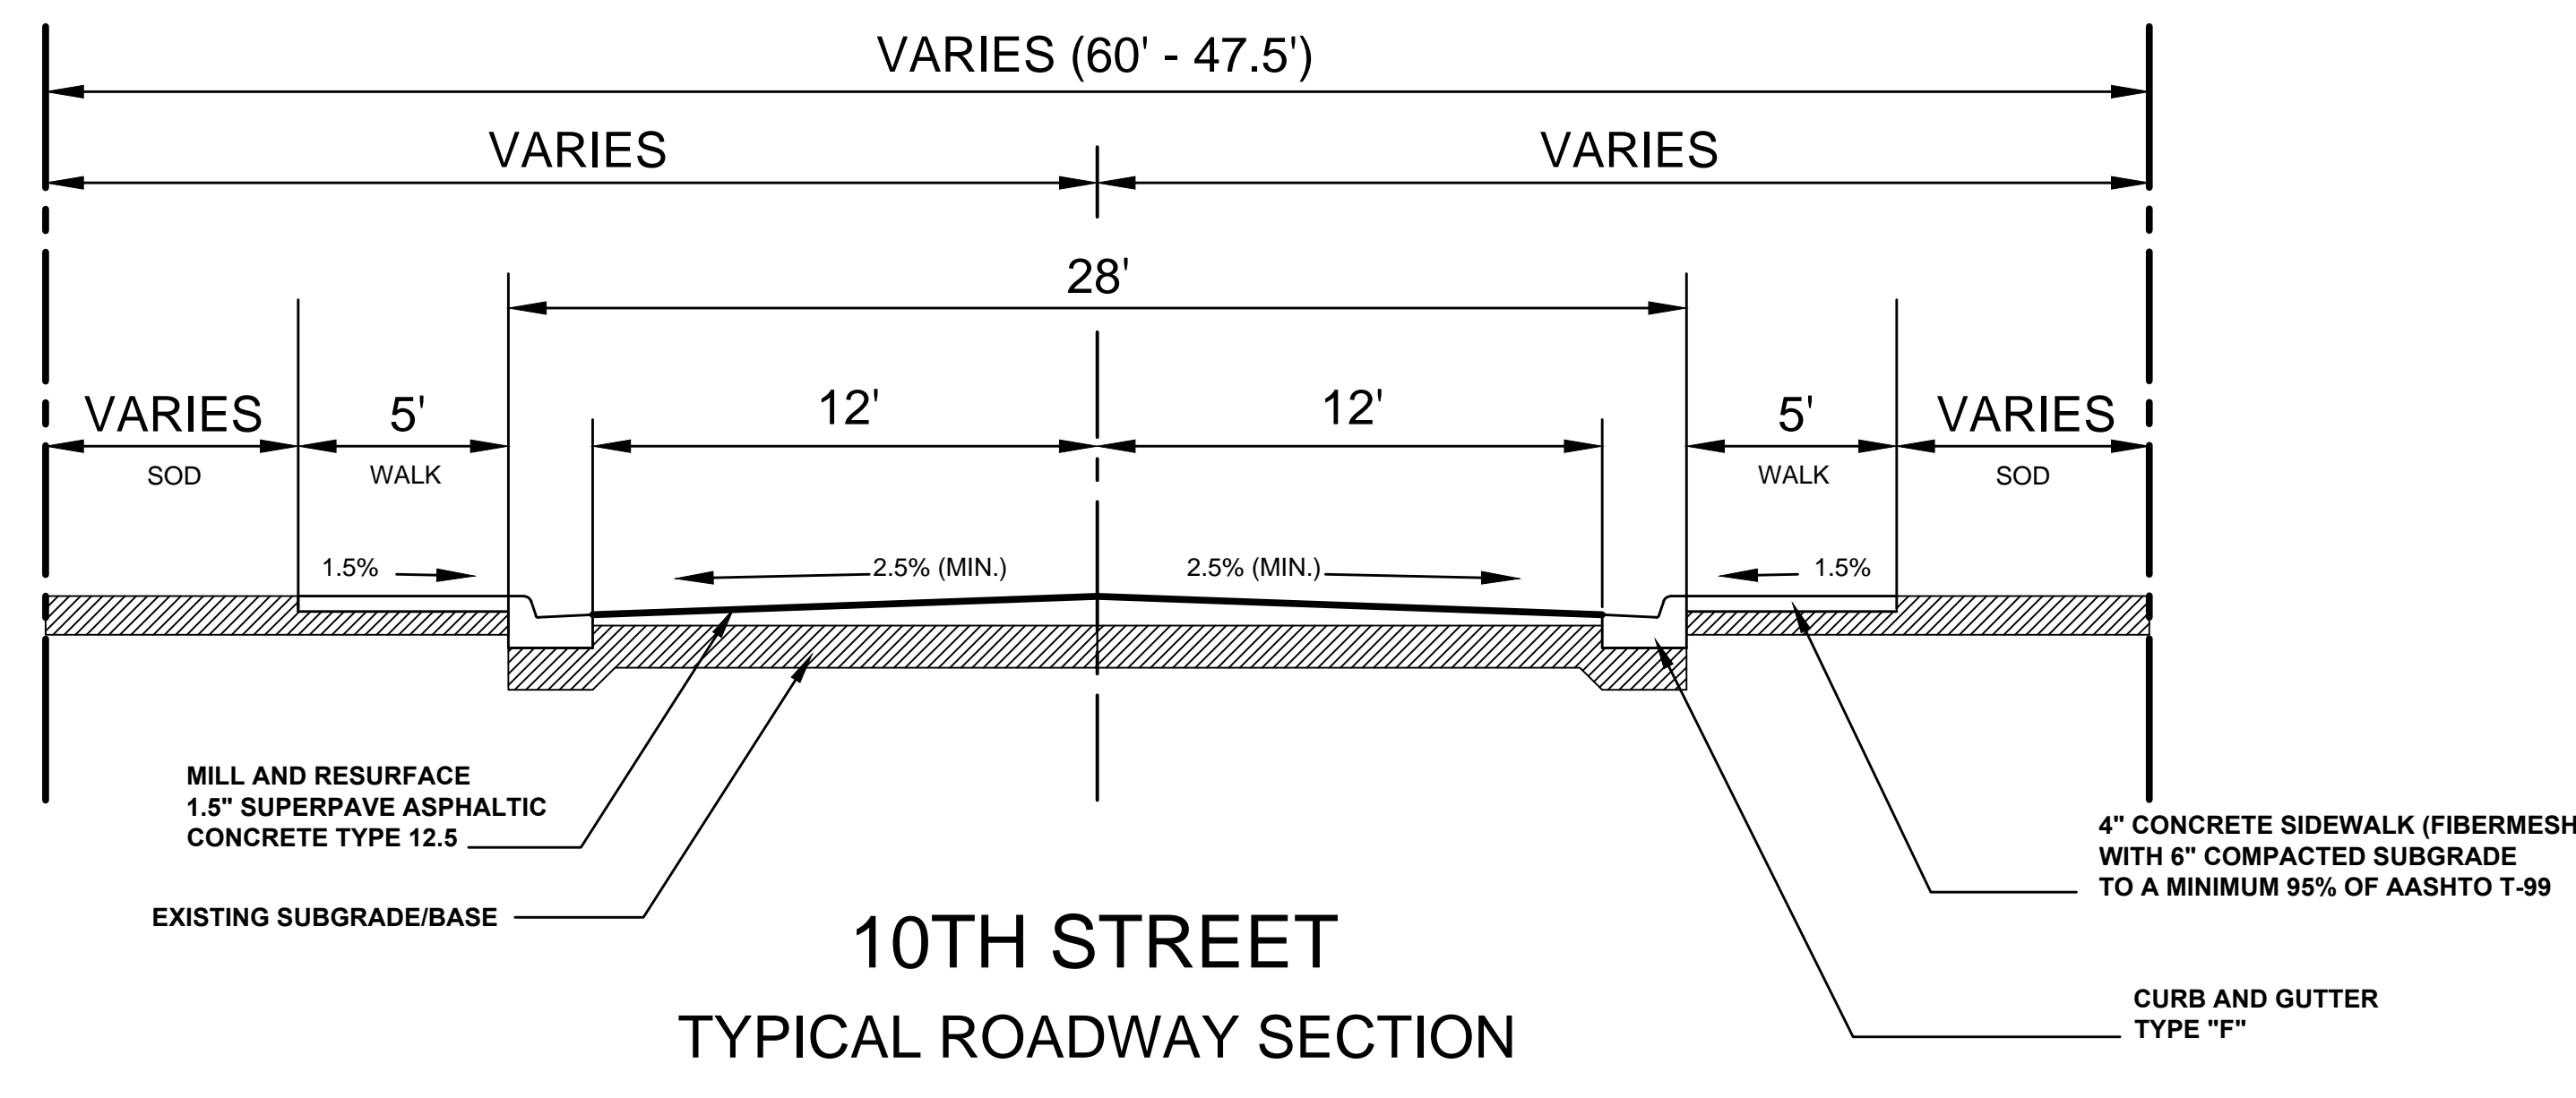 VARIES (60' - 47.5')
VARIES
VARIES
28'
VARIES
5'
12'
12'
5'
VARIES
SOD
WALK
WALK
SOD
1.5%
2.5% (MIN.)
2.5% (MIN.)
1.5%
MILL AND RESURFACE
1.5" SUPERPAVE ASPHALTIC
CONCRETE TYPE 12.5
4" CONCRETE SIDEWALK (FIBERMESH
WITH 6" COMPACTED SUBGRADE
TO A MINIMUM 95% OF AASHTO T-99
EXISTING SUBGRADE/BASE
10TH STREET
TYPICAL ROADWAY SECTION
CURB AND GUTTER
TYPE "F"